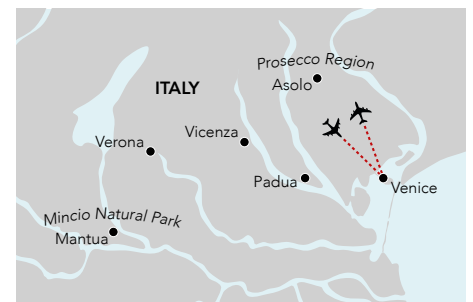 Prosecco Region
Asolo
ITALY
Vicenza
Verona
Padua
Venice
Mincio Natural Park
Mantua